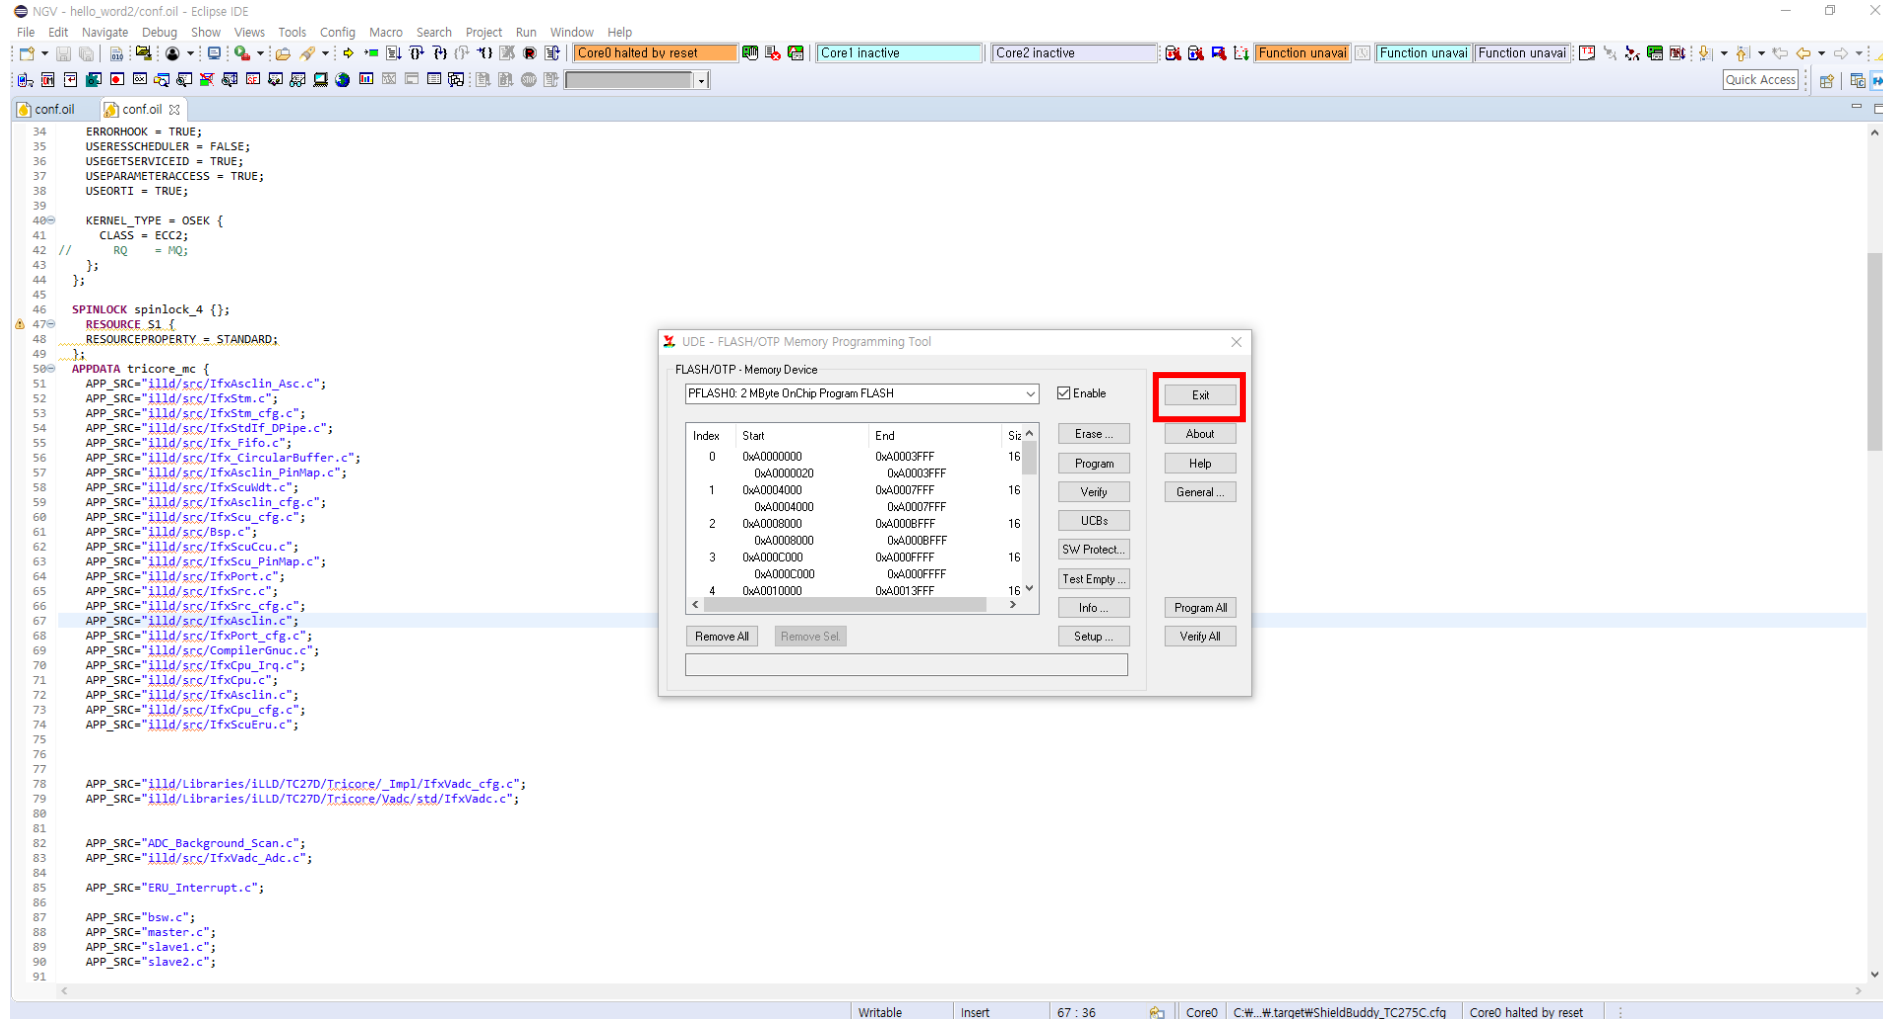 NGV - hello_word2/conf.oil - Eclipse IDE
File Edit Navigate Debug Show Views Tools Config Macro Search Project Run Window Help
Core0 halted by reset Core1 inactive Core2 inactive Function unavai Function unavai Function unavai
Quick Access
conf.oil conf.oil
34 ERRORHOOK = TRUE;
35 USERESSCHEDULER = FALSE;
36 USEGETSERVICEID = TRUE;
37 USEPARAMETERACCESS = TRUE;
38 USEORTI = TRUE;
39
40 KERNEL_TYPE = OSEK {
41 CLASS = ECC2;
42 // RQ = MQ;
43 };
44 };
45
46 SPINLOCK spinlock_4 {};
47 RESOURCE S1 {
48 RESOURCEPROPERTY = STANDARD;
49 };
50 APPDATA tricore_mc {
51 APP_SRC="illd/src/IfxAsclin_Asc.c";
52 APP_SRC="illd/src/IfxStm.c";
53 APP_SRC="illd/src/IfxStm_cfg.c";
54 APP_SRC="illd/src/IfxStdIf_DPipe.c";
55 APP_SRC="illd/src/Ifx_Fifo.c";
56 APP_SRC="illd/src/Ifx_CircularBuffer.c";
57 APP_SRC="illd/src/IfxAsclin_PinMap.c";
58 APP_SRC="illd/src/IfxScuWdt.c";
59 APP_SRC="illd/src/IfxAsclin_cfg.c";
60 APP_SRC="illd/src/IfxScu_cfg.c";
61 APP_SRC="illd/src/Bsp.c";
62 APP_SRC="illd/src/IfxScuCcu.c";
63 APP_SRC="illd/src/IfxScu_PinMap.c";
64 APP_SRC="illd/src/IfxPort.c";
65 APP_SRC="illd/src/IfxSrc.c";
66 APP_SRC="illd/src/IfxSrc_cfg.c";
67 APP_SRC="illd/src/IfxAsclin.c";
68 APP_SRC="illd/src/IfxPort_cfg.c";
69 APP_SRC="illd/src/CompilerGnuc.c";
70 APP_SRC="illd/src/IfxCpu_Irq.c";
71 APP_SRC="illd/src/IfxCpu.c";
72 APP_SRC="illd/src/IfxAsclin.c";
73 APP_SRC="illd/src/IfxCpu_cfg.c";
74 APP_SRC="illd/src/IfxScuEru.c";
75
76
77
78 APP_SRC="illd/Libraries/iLLD/TC27D/Tricore/_Impl/IfxVadc_cfg.c";
79 APP_SRC="illd/Libraries/iLLD/TC27D/Tricore/Vadc/std/IfxVadc.c";
80
81
82 APP_SRC="ADC_Background_Scan.c";
83 APP_SRC="illd/src/IfxVadc_Adc.c";
84
85 APP_SRC="ERU_Interrupt.c";
86
87 APP_SRC="bsw.c";
88 APP_SRC="master.c";
89 APP_SRC="slave1.c";
90 APP_SRC="slave2.c";
91
UDE - FLASH/OTP Memory Programming Tool
FLASH/OTP - Memory Device
PFLASH0: 2 MByte OnChip Program FLASH Enable Exit
Index Start End Siz Erase ... About
0 0xA0000000 0xA0003FFF 16 Program Help
0xA0000020 0xA0003FFF
1 0xA0004000 0xA0007FFF 16 Verify General ...
0xA0004000 0xA0007FFF
2 0xA0008000 0xA000BFFF 16 UCBs
0xA0008000 0xA000BFFF
3 0xA000C000 0xA000FFFF 16 SW Protect...
0xA000C000 0xA000FFFF Test Empty ...
4 0xA0010000 0xA0013FFF 16
Info ... Program All
Remove All Remove Sel. Setup ... Verify All
Writable Insert 67 : 36 Core0 C:₩...₩.target₩ShieldBuddy_TC275C.cfg Core0 halted by reset